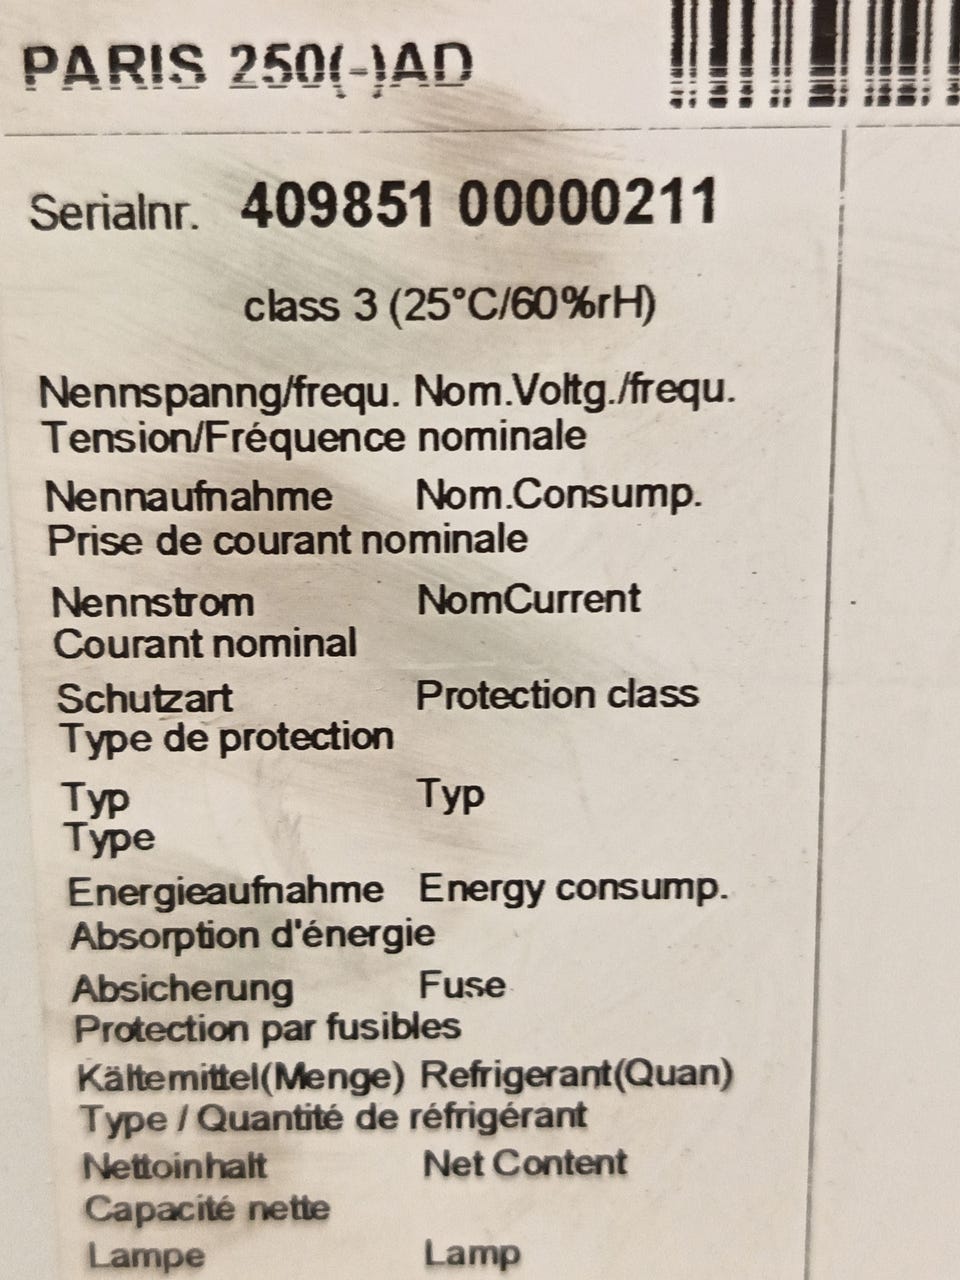 PARIS 250(-)AD
Serialnr. 409851 00000211
class 3 (25°C/60%rH)
Nennspanng/frequ. Nom.Voltg./frequ.
Tension/Fréquence nominale
Nennaufnahme Nom.Consump.
Prise de courant nominale
Nennstrom NomCurrent
Courant nominal
Schutzart Protection class
Type de protection
Typ Typ
Type
Energieaufnahme Energy consump.
Absorption d'énergie
Absicherung Fuse
Protection par fusibles
Kältemittel(Menge) Refrigerant(Quan)
Type / Quantité de réfrigérant
Nettoinhalt Net Content
Capacité nette
Lampe Lamp